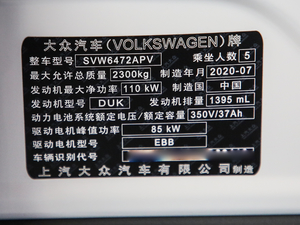 大众汽车(VOLKSWAGEN)牌
整车型号 SVW6472APV 乘坐人数 5
最大允许总质量 2300kg 制造年月 2020-07
发动机最大净功率 110 kW 制造国 中国
发动机型号 DUK 发动机排量 1395 mL
动力电池系统额定电压/额定容量 350V/37Ah
驱动电机峰值功率 85 kW
驱动电机型号 EBB
车辆识别代号
上汽大众汽车有限公司 制造